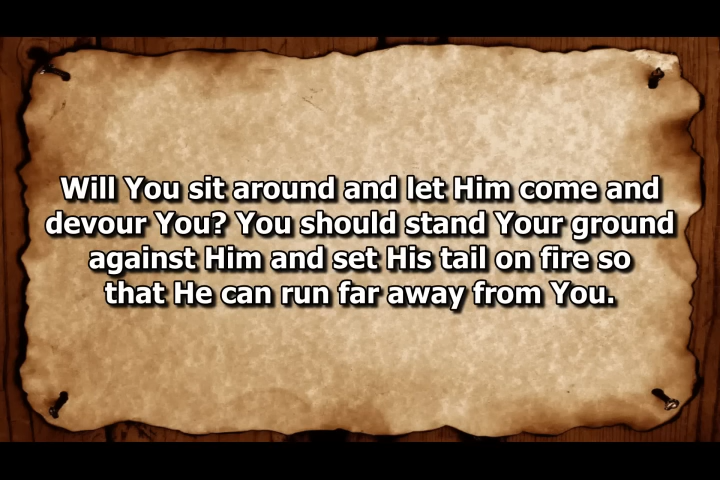 Will You sit around and let Him come and
devour You? You should stand Your ground
against Him and set His tail on fire so
that He can run far away from You.